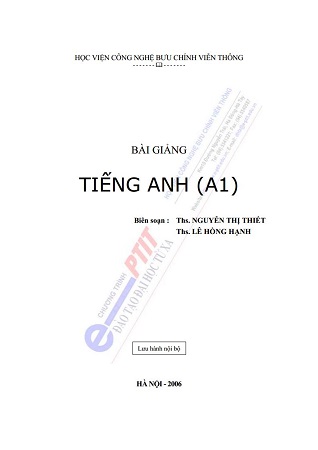 HỌC VIỆN CÔNG NGHỆ BƯU CHÍNH VIỄN THÔNG
BÀI GIẢNG
TIẾNG ANH (A1)
Biên soạn : Ths. NGUYỄN THỊ THIẾT
Ths. LÊ HỒNG HẠNH
CHƯƠNG TRÌNH
e-PTIT
ĐÀO TẠO ĐẠI HỌC TỪ XA
Lưu hành nội bộ
HÀ NỘI - 2006